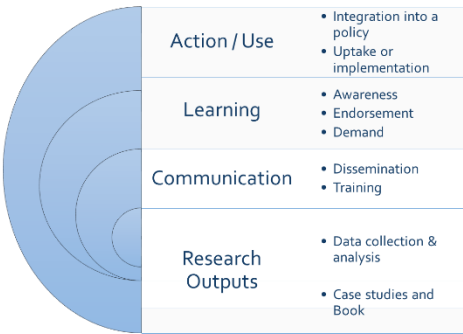 Action / Use
• Integration into a
policy
• Uptake or
implementation
Learning
• Awareness
• Endorsement
• Demand
Communication
• Dissemination
• Training
Research
Outputs
• Data collection &
analysis
• Case studies and
Book